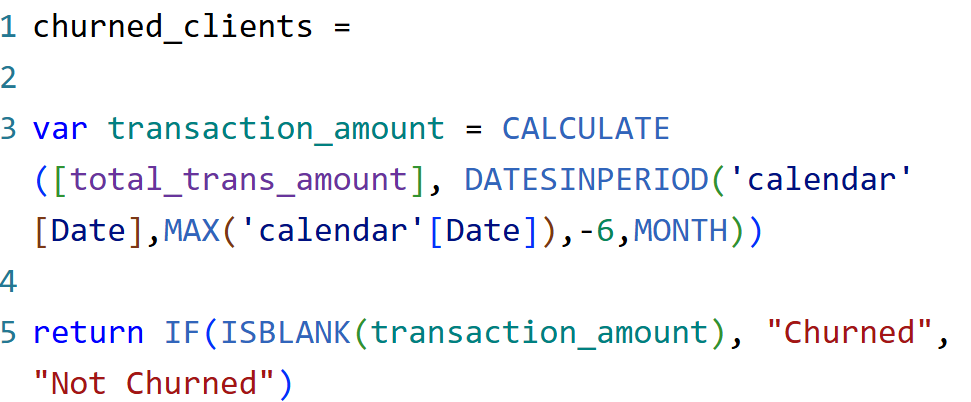 1 churned_clients =
2
3 var transaction_amount = CALCULATE
([total_trans_amount], DATESINPERIOD('calendar'
[Date],MAX('calendar'[Date]),-6,MONTH))
4
5 return IF(ISBLANK(transaction_amount), "Churned",
"Not Churned")